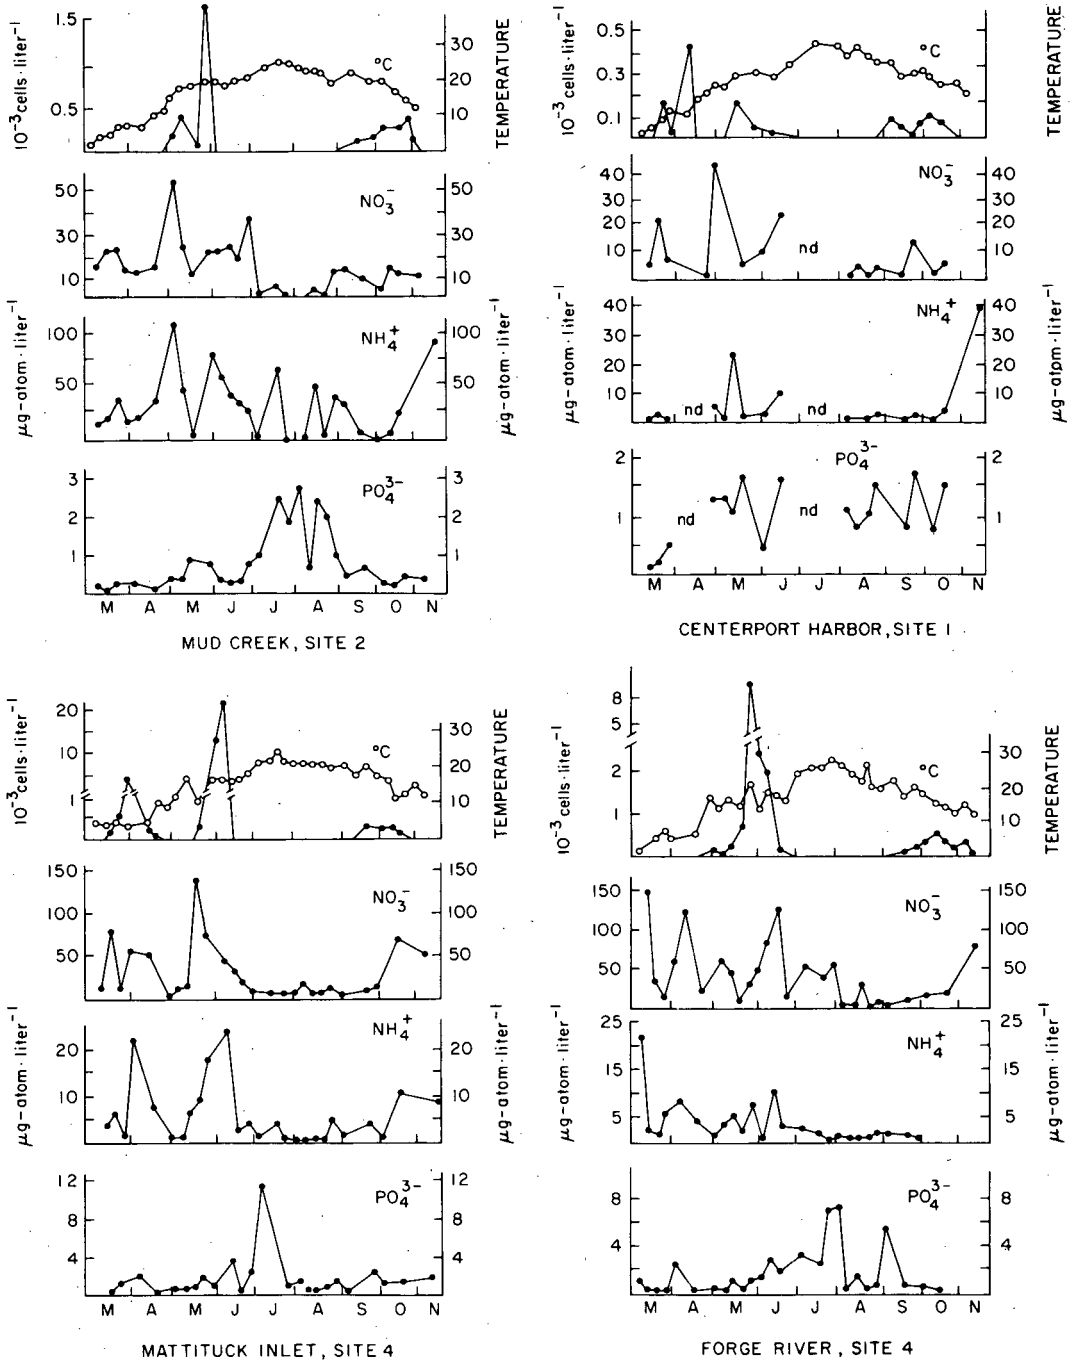 10⁻³cells·liter⁻¹
1.5
0.5
°C
30
20
10
TEMPERATURE
50
30
10
NO₃⁻
50
30
10
100
50
NH₄⁺
100
50
μg-atom·liter⁻¹
μg-atom·liter⁻¹
3
2
1
PO₄³⁻
3
2
1
M A M J J A S O N
MUD CREEK, SITE 2
10⁻³cells·liter⁻¹
0.5
0.3
0.1
°C
30
20
10
TEMPERATURE
40
30
20
10
NO₃⁻
nd
40
30
20
10
40
30
20
10
NH₄⁺
nd
nd
40
30
20
10
μg-atom·liter⁻¹
μg-atpm·liter⁻¹
2
1
PO₄³⁻
nd
nd
2
1
M A M J J A S O N
CENTERPORT HARBOR, SITE 1
10⁻³cells·liter⁻¹
20
10
1
°C
30
20
10
TEMPERATURE
150
100
50
NO₃⁻
150
100
50
20
10
NH₄⁺
20
10
μg-atom·liter⁻¹
μg-atom·liter⁻¹
12
8
4
PO₄³⁻
12
8
4
M A M J J A S O N
MATTITUCK INLET, SITE 4
10⁻³cells·liter⁻¹
8
5
2
1
°C
30
20
10
TEMPERATURE
150
100
50
NO₃⁻
150
100
50
25
15
5
NH₄⁺
25
15
5
μg-atom·liter⁻¹
μg-atom·liter⁻¹
8
4
PO₄³⁻
8
4
M A M J J A S O N
FORGE RIVER, SITE 4